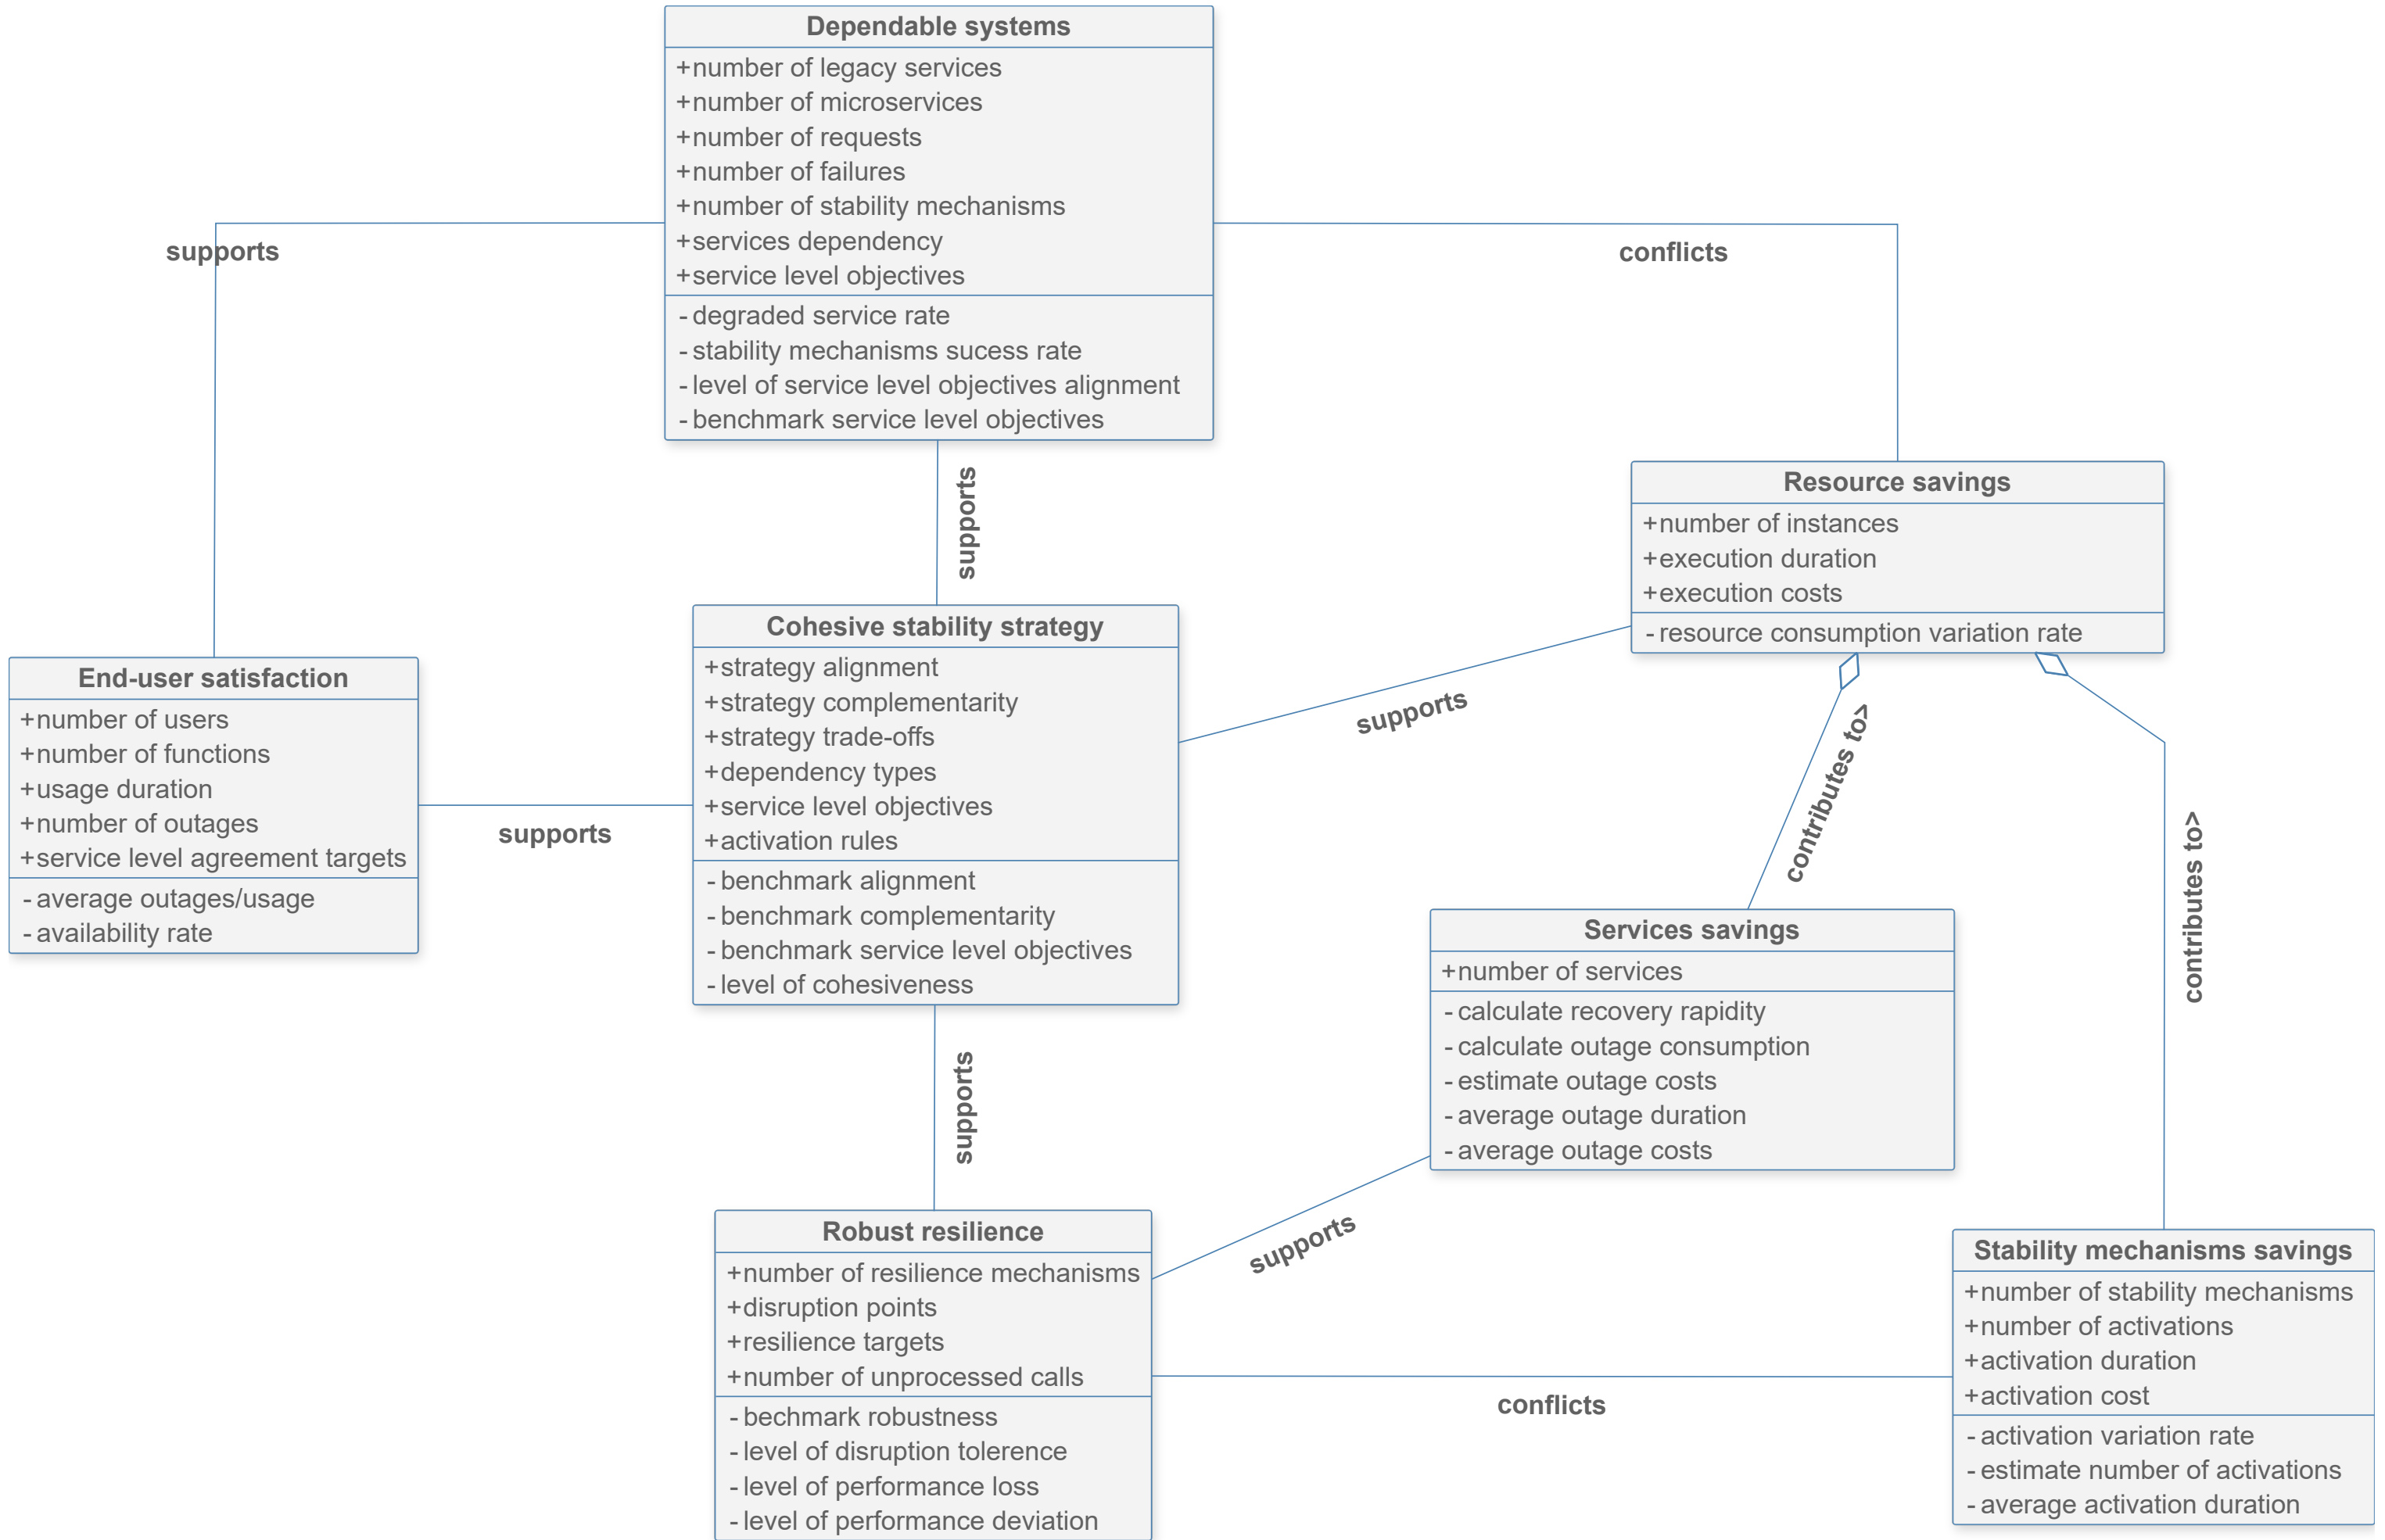 Dependable systems
+number of legacy services
+number of microservices
+number of requests
+number of failures
+number of stability mechanisms
+services dependency
+service level objectives
-degraded service rate
-stability mechanisms sucess rate
-level of service level objectives alignment
-benchmark service level objectives
supports
conflicts
supports
Resource savings
+number of instances
+execution duration
+execution costs
-resource consumption variation rate
End-user satisfaction
+number of users
+number of functions
+usage duration
+number of outages
+service level agreement targets
-average outages/usage
-availability rate
supports
Cohesive stability strategy
+strategy alignment
+strategy complementarity
+strategy trade-offs
+dependency types
+service level objectives
+activation rules
-benchmark alignment
-benchmark complementarity
-benchmark service level objectives
-level of cohesiveness
supports
contributes to>
contributes to>
Services savings
+number of services
-calculate recovery rapidity
-calculate outage consumption
-estimate outage costs
-average outage duration
-average outage costs
supports
supports
Robust resilience
+number of resilience mechanisms
+disruption points
+resilience targets
+number of unprocessed calls
-bechmark robustness
-level of disruption tolerence
-level of performance loss
-level of performance deviation
conflicts
Stability mechanisms savings
+number of stability mechanisms
+number of activations
+activation duration
+activation cost
-activation variation rate
-estimate number of activations
-average activation duration